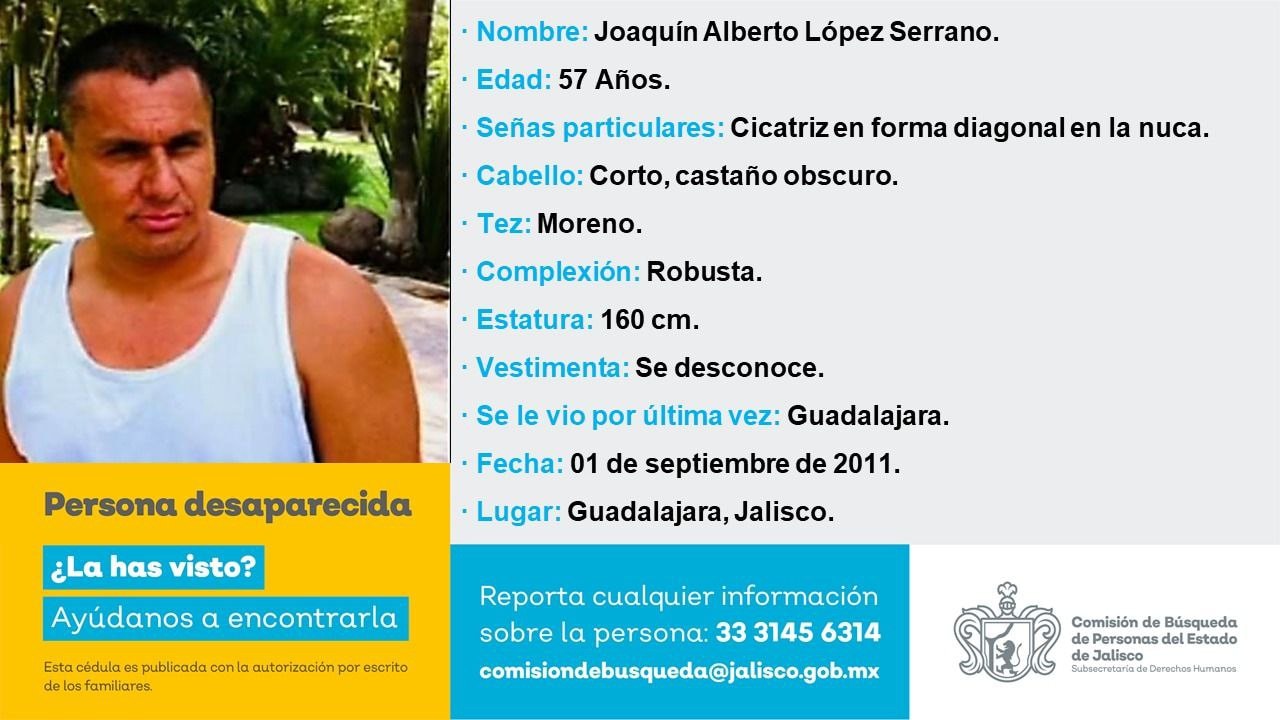 · Nombre: Joaquín Alberto López Serrano.
· Edad: 57 Años.
· Señas particulares: Cicatriz en forma diagonal en la nuca.
· Cabello: Corto, castaño obscuro.
· Tez: Moreno.
· Complexión: Robusta.
· Estatura: 160 cm.
· Vestimenta: Se desconoce.
· Se le vio por última vez: Guadalajara.
· Fecha: 01 de septiembre de 2011.
· Lugar: Guadalajara, Jalisco.
Persona desaparecida
¿La has visto?
Ayúdanos a encontrarla
Esta cédula es publicada con la autorización por escrito
de los familiares.
Reporta cualquier información
sobre la persona: 33 3145 6314
comisiondebusqueda@jalisco.gob.mx
Comisión de Búsqueda
de Personas del Estado
de Jalisco
Subsecretaría de Derechos Humanos